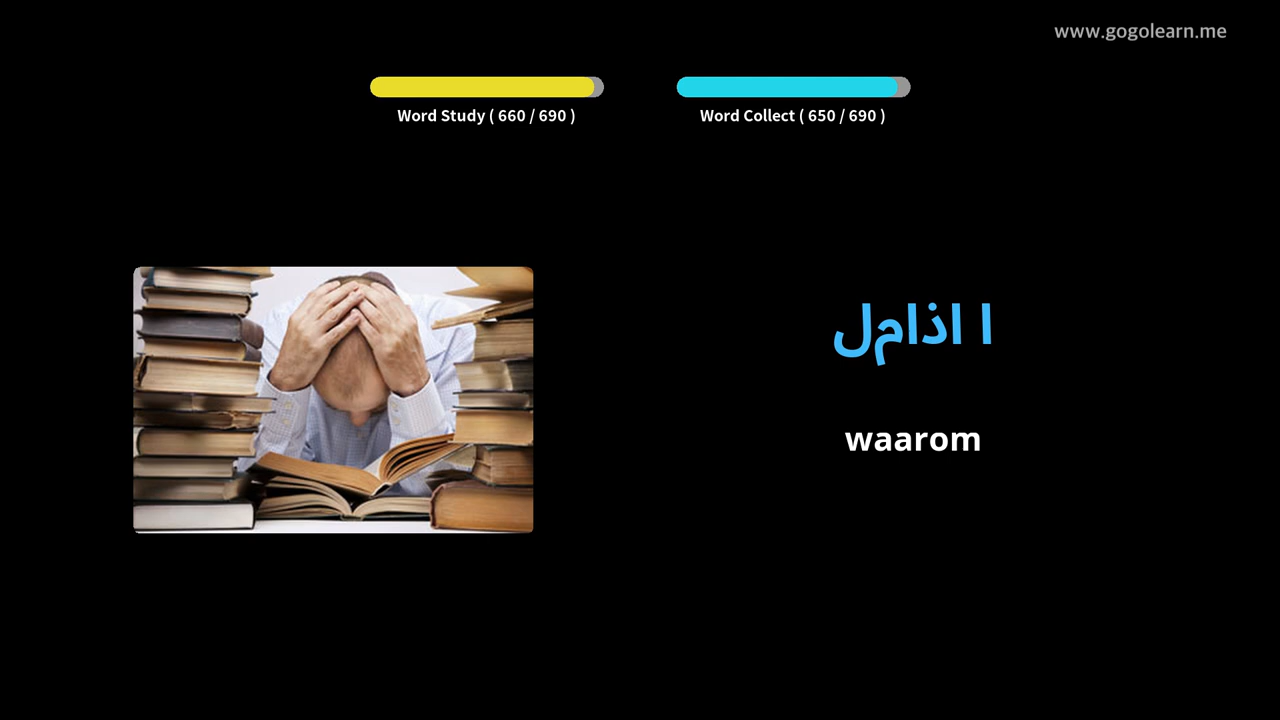 www.gogolearn.me
Word Study ( 660 / 690 )
Word Collect ( 650 / 690 )
ا اذامل
waarom